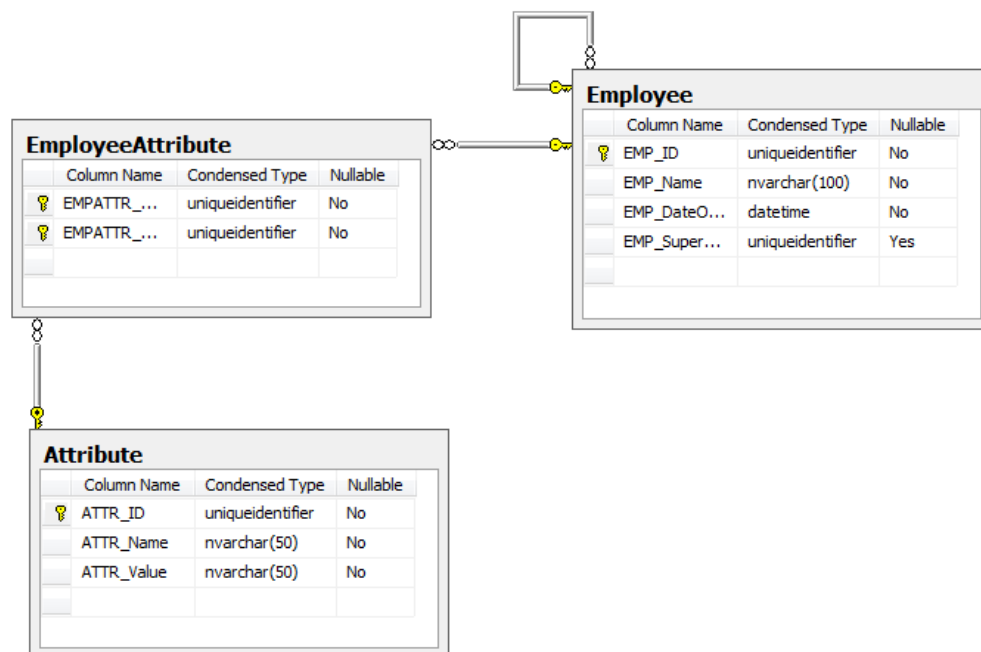 Employee
Column Name Condensed Type Nullable
EMP_ID uniqueidentifier No
EMP_Name nvarchar(100) No
EMP_DateO... datetime No
EMP_Super... uniqueidentifier Yes
EmployeeAttribute
Column Name Condensed Type Nullable
EMPATTR_... uniqueidentifier No
EMPATTR_... uniqueidentifier No
Attribute
Column Name Condensed Type Nullable
ATTR_ID uniqueidentifier No
ATTR_Name nvarchar(50) No
ATTR_Value nvarchar(50) No